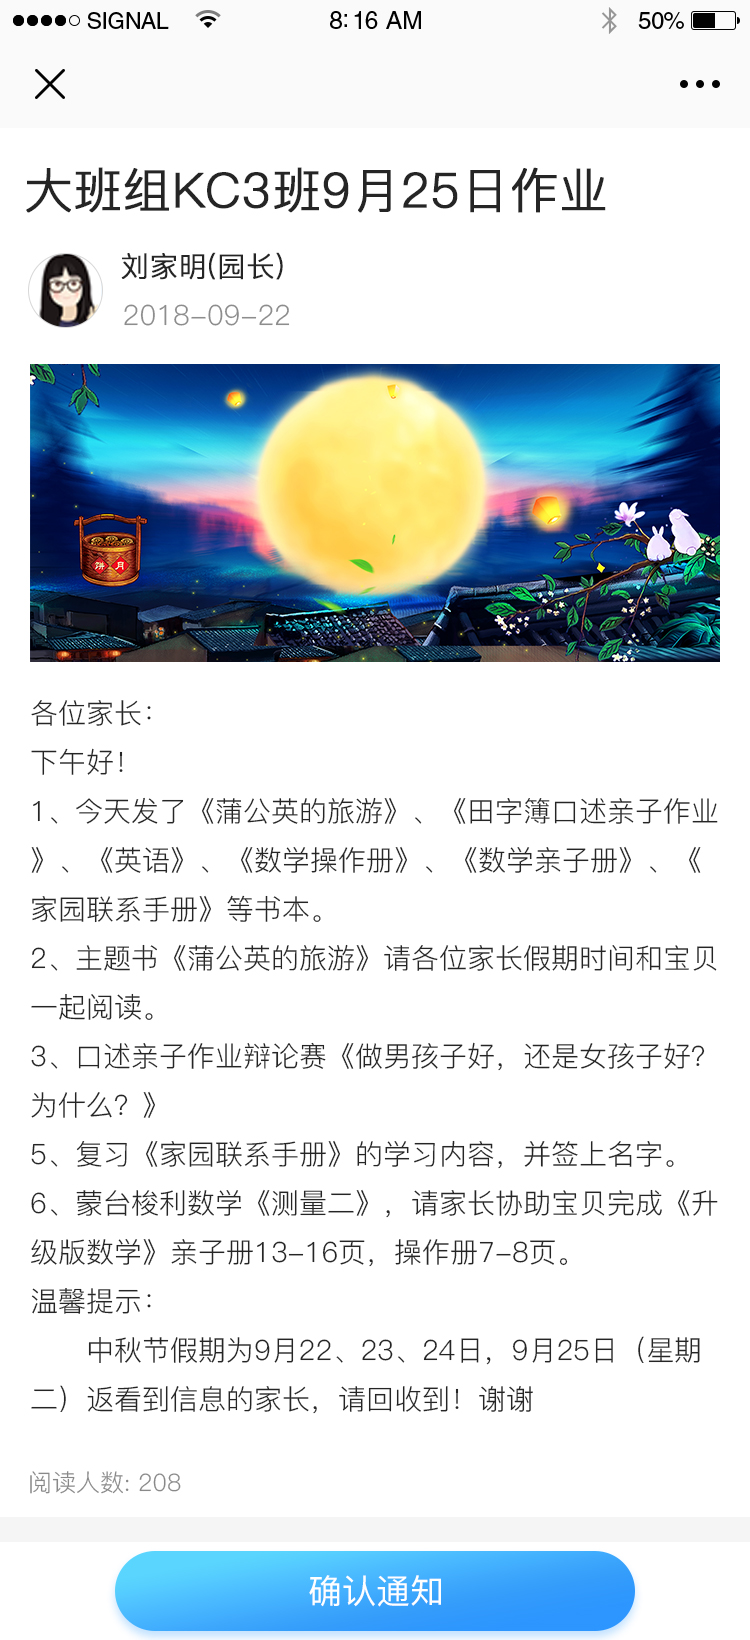 SIGNAL 8:16 AM 50%
大班组KC3班9月25日作业
刘家明(园长)
2018-09-22
饼 月
各位家长：
下午好！
1、今天发了《蒲公英的旅游》、《田字簿口述亲子作业
》、《英语》、《数学操作册》、《数学亲子册》、《
家园联系手册》等书本。
2、主题书《蒲公英的旅游》请各位家长假期时间和宝贝
一起阅读。
3、口述亲子作业辩论赛《做男孩子好，还是女孩子好？
为什么？》
5、复习《家园联系手册》的学习内容，并签上名字。
6、蒙台梭利数学《测量二》，请家长协助宝贝完成《升
级版数学》亲子册13-16页，操作册7-8页。
温馨提示：
中秋节假期为9月22、23、24日，9月25日（星期
二）返看到信息的家长，请回收到！谢谢
阅读人数: 208
确认通知